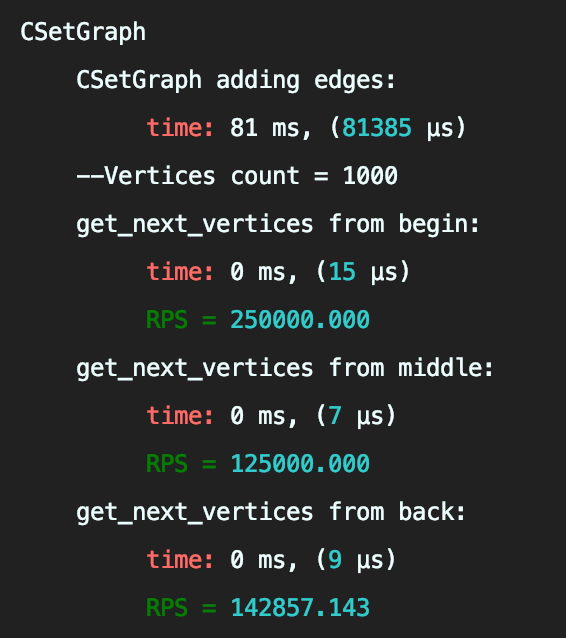 CSetGraph
CSetGraph adding edges:
time: 81 ms, (81385 μs)
--Vertices count = 1000
get_next_vertices from begin:
time: 0 ms, (15 μs)
RPS = 250000.000
get_next_vertices from middle:
time: 0 ms, (7 μs)
RPS = 125000.000
get_next_vertices from back:
time: 0 ms, (9 μs)
RPS = 142857.143